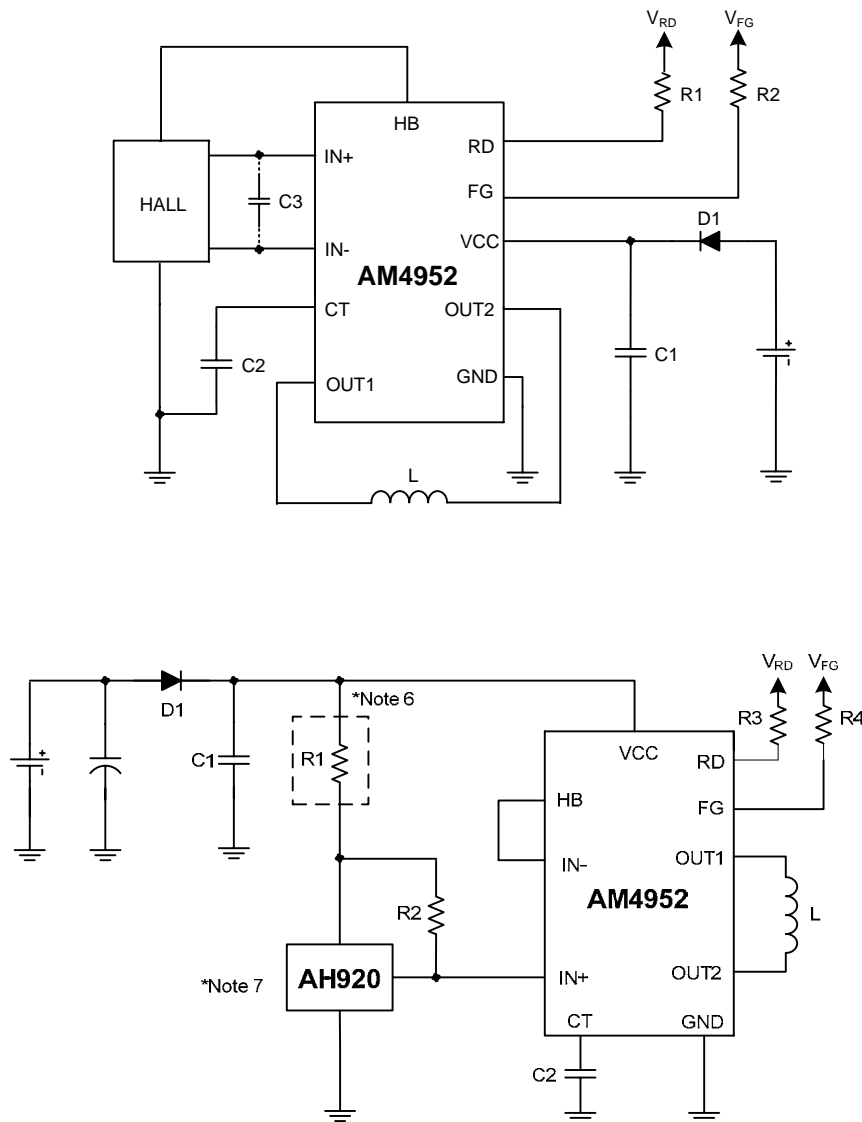 VRD
VFG
R1
R2
HB
RD
IN+
FG
HALL
C3
D1
VCC
IN-
AM4952
CT
OUT2
C1
+
-
C2
GND
OUT1
L
VRD
VFG
*Note 6
D1
R3
R4
VCC
C1
R1
RD
+
-
HB
FG
OUT1
IN-
R2
AM4952
L
AH920
IN+
OUT2
*Note 7
CT
GND
C2